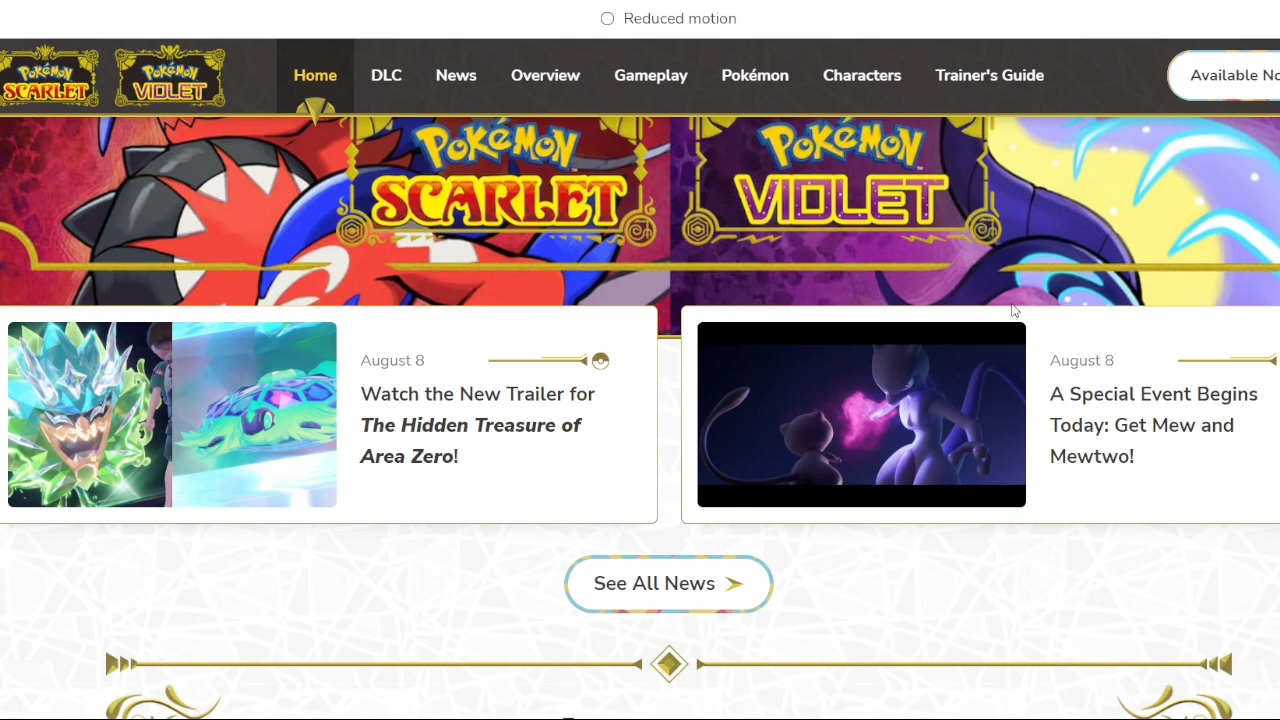 Reduced motion
Pokémon
SCARLET
Pokémon
VIOLET
Home
DLC
News
Overview
Gameplay
Pokémon
Characters
Trainer's Guide
Available No
POKÉMON
SCARLET
POKÉMON
VIOLET
August 8
Watch the New Trailer for
The Hidden Treasure of
Area Zero!
August 8
A Special Event Begins
Today: Get Mew and
Mewtwo!
See All News